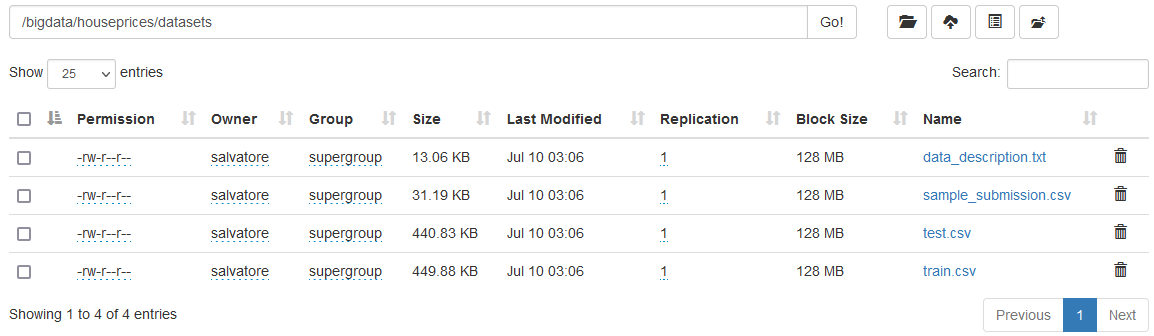 /bigdata/houseprices/datasets Go!
Show 25 entries Search:
Permission Owner Group Size Last Modified Replication Block Size Name
-rw-r--r-- salvatore supergroup 13.06 KB Jul 10 03:06 1 128 MB data_description.txt
-rw-r--r-- salvatore supergroup 31.19 KB Jul 10 03:06 1 128 MB sample_submission.csv
-rw-r--r-- salvatore supergroup 440.83 KB Jul 10 03:06 1 128 MB test.csv
-rw-r--r-- salvatore supergroup 449.88 KB Jul 10 03:06 1 128 MB train.csv
Showing 1 to 4 of 4 entries Previous 1 Next